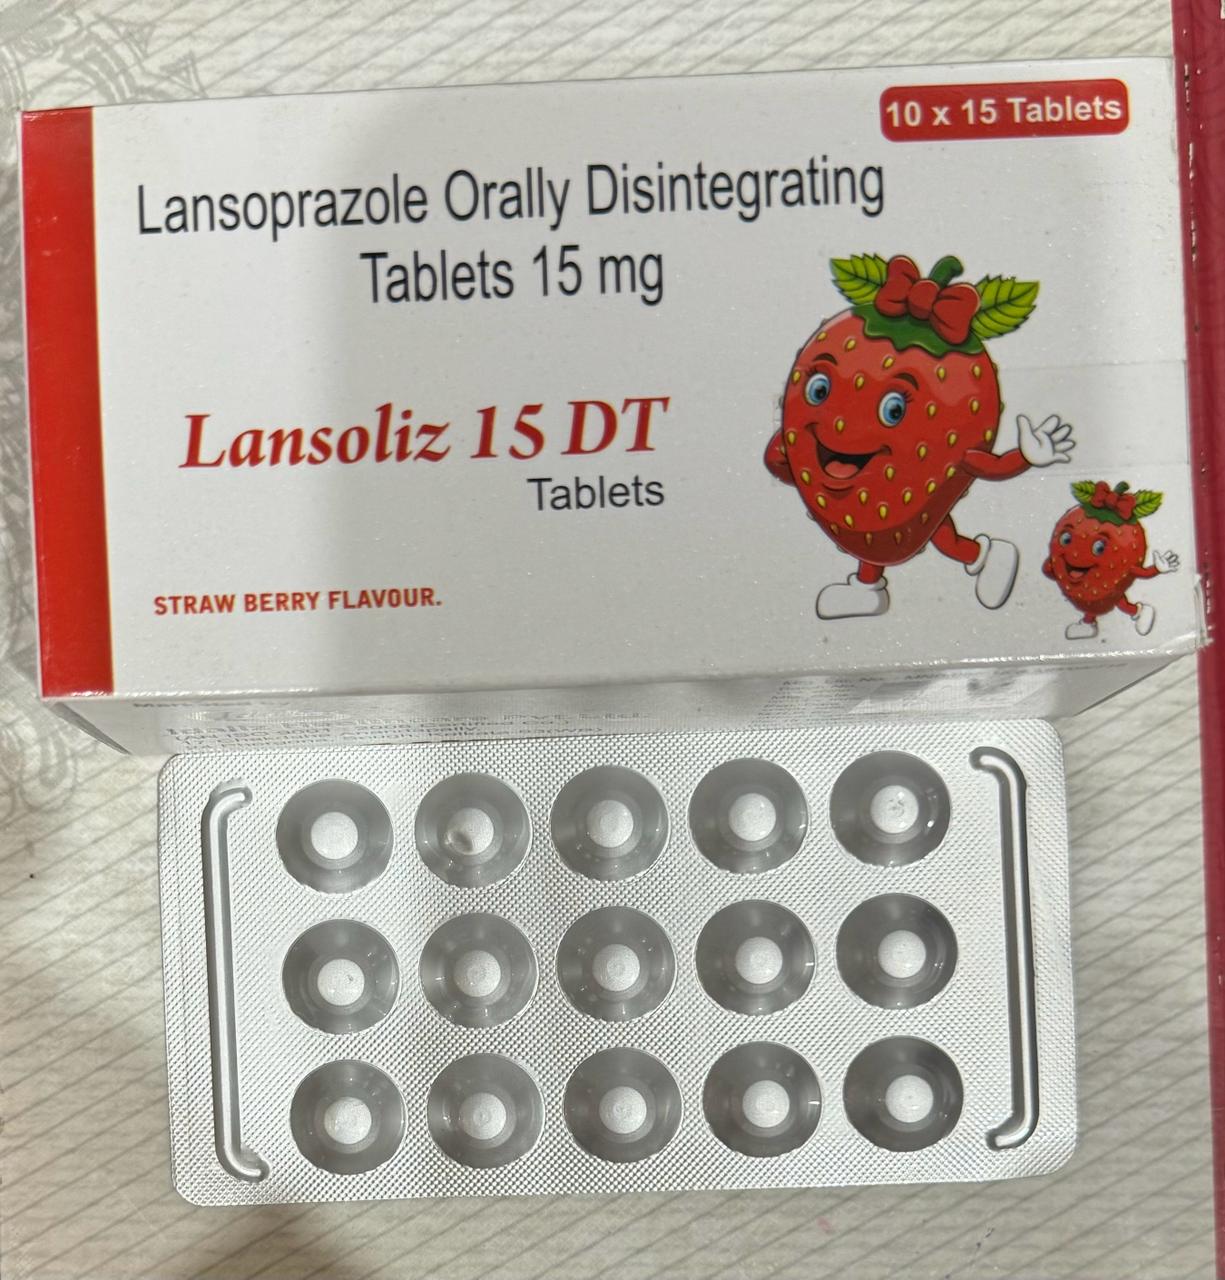 10 x 15 Tablets
Lansoprazole Orally Disintegrating
Tablets 15 mg
Lansoliz 15 DT
Tablets
STRAW BERRY FLAVOUR.